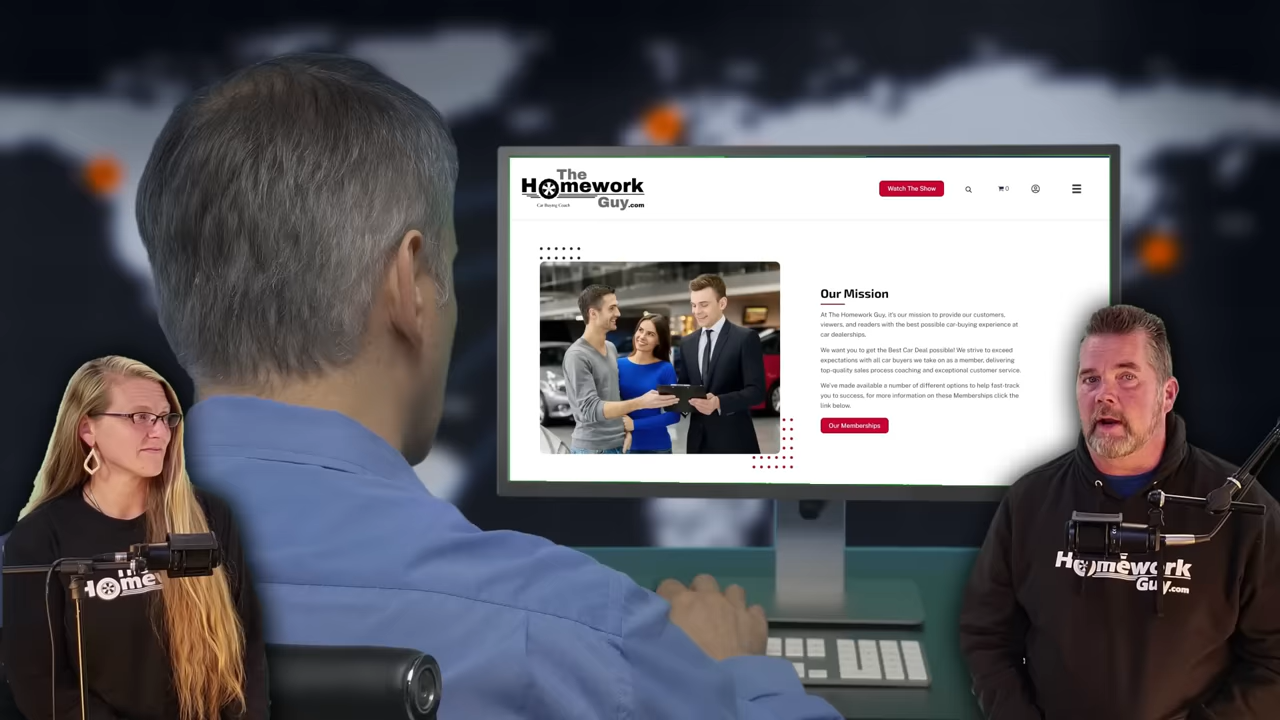 The
Homework
Guy.com
Car Buying Coach
Watch The Show
0
Our Mission
At The Homework Guy, it's our mission to provide our customers,
viewers, and readers with the best possible car-buying experience at
car dealerships.
We want you to get the Best Car Deal possible! We strive to exceed
expectations with all car buyers we take on as a member, delivering
top-quality sales process coaching and exceptional customer service.
We've made available a number of different options to help fast-track
you to success, for more information on these Memberships click the
link below.
Our Memberships
Home
Homework
Guy.com